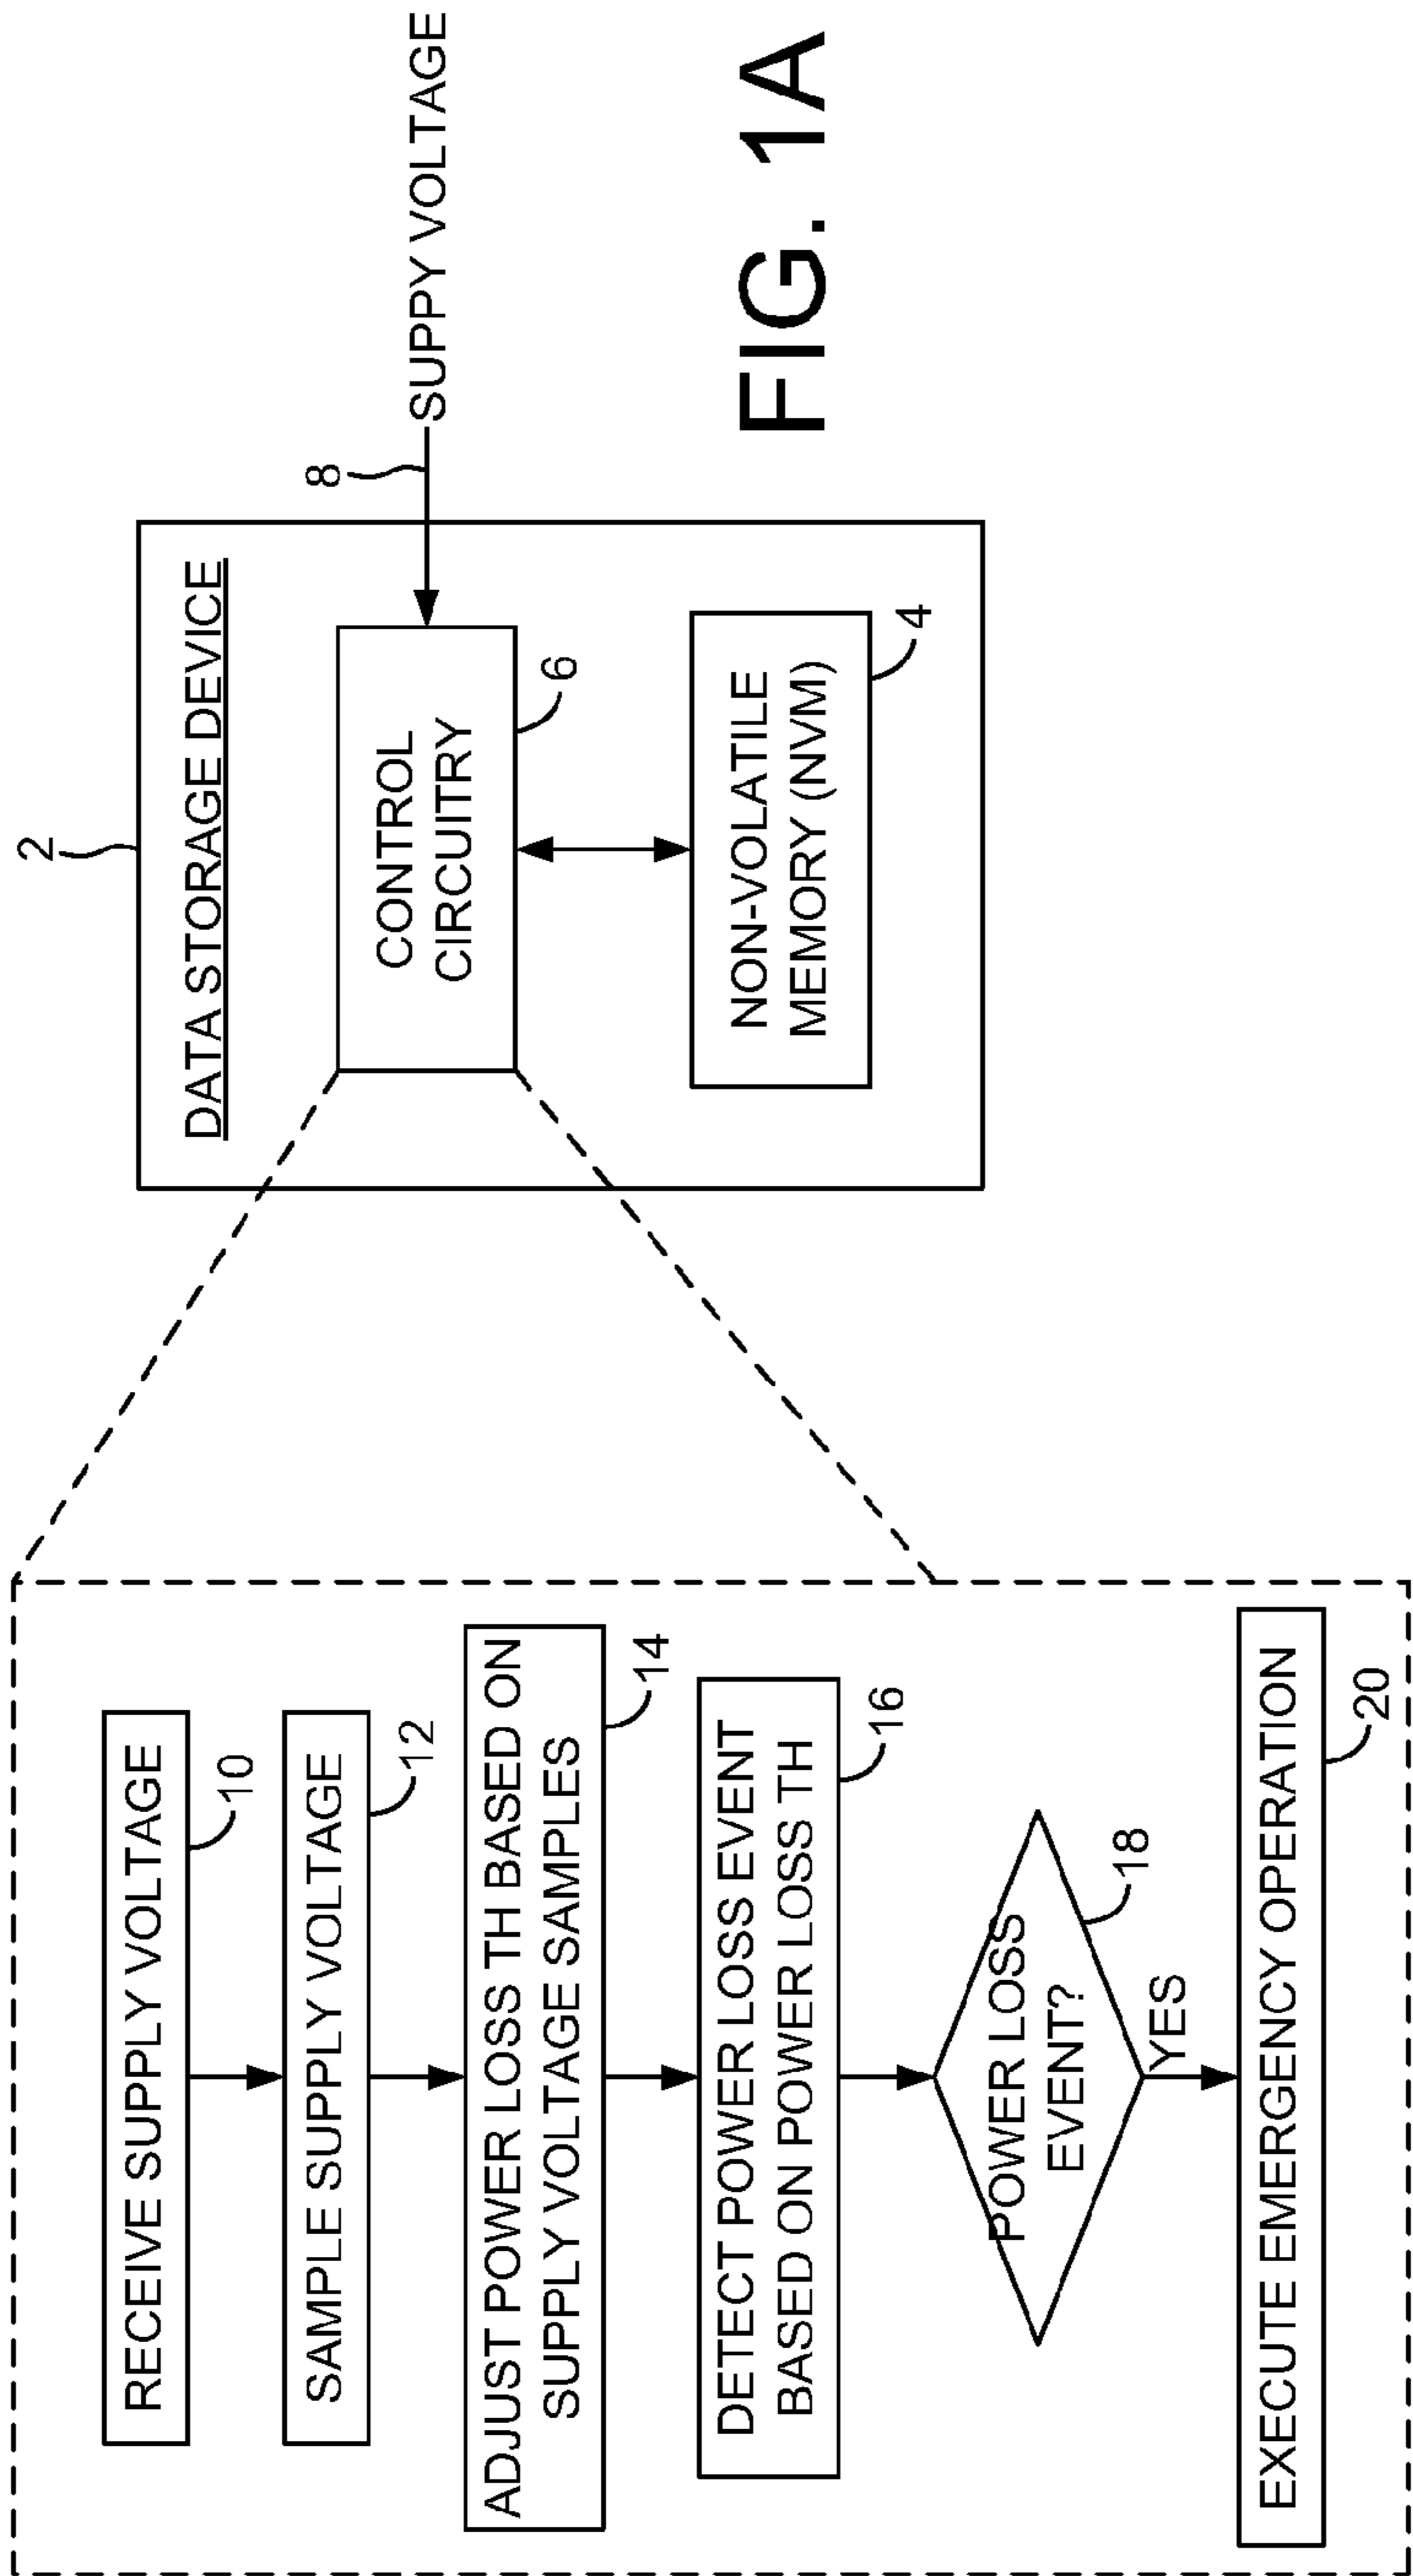 RECEIVE SUPPLY VOLTAGE
10
SAMPLE SUPPLY VOLTAGE
12
ADJUST POWER LOSS TH BASED ON
SUPPLY VOLTAGE SAMPLES
14
DETECT POWER LOSS EVENT
BASED ON POWER LOSS TH
16
POWER LOSS
EVENT?
18
YES
EXECUTE EMERGENCY OPERATION
20
2
DATA STORAGE DEVICE
CONTROL
CIRCUITRY
6
NON-VOLATILE
MEMORY (NVM)
4
8
SUPPY VOLTAGE
FIG. 1A